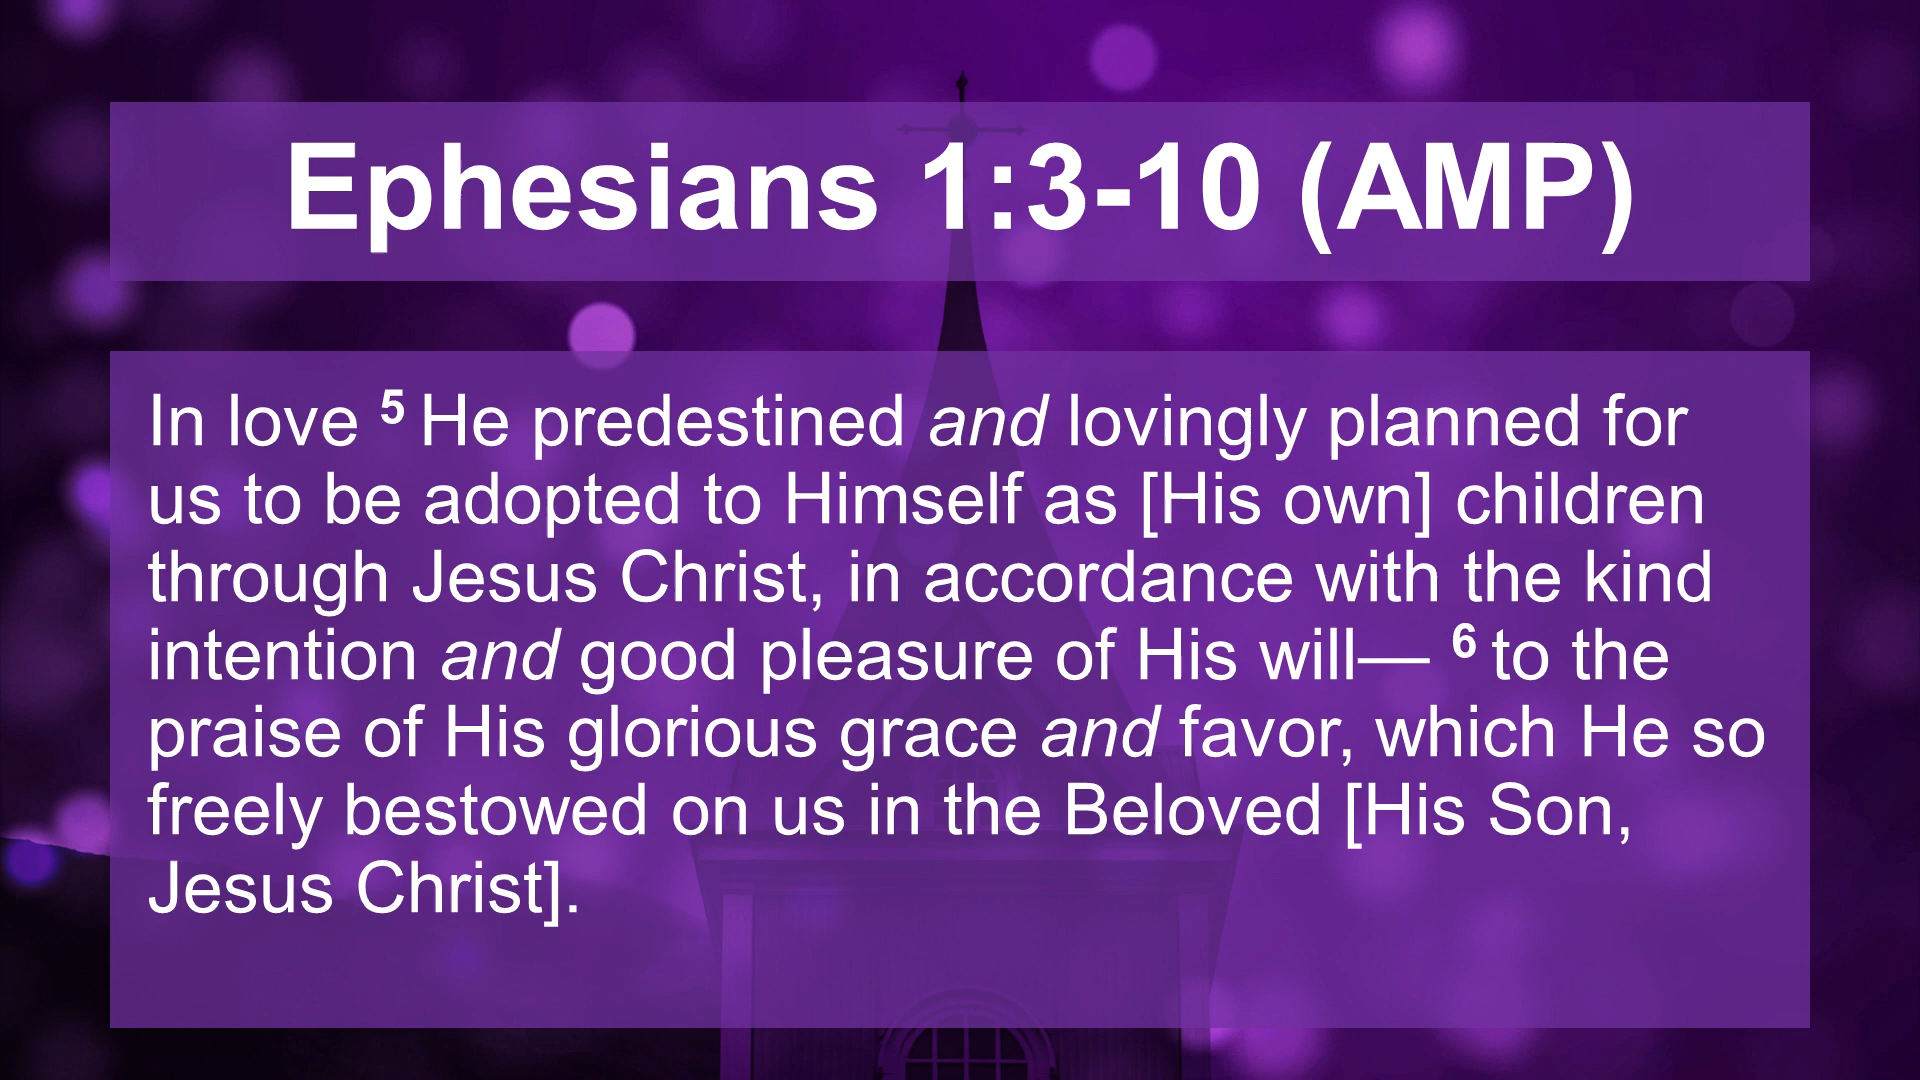 Ephesians 1:3-10 (AMP)
In love 5 He predestined and lovingly planned for
us to be adopted to Himself as [His own] children
through Jesus Christ, in accordance with the kind
intention and good pleasure of His will— 6 to the
praise of His glorious grace and favor, which He so
freely bestowed on us in the Beloved [His Son,
Jesus Christ].